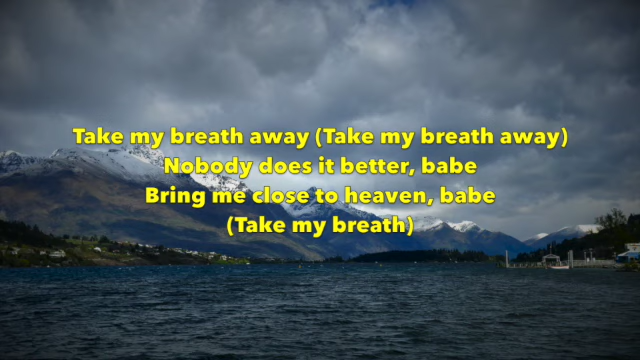 Take my breath away (Take my breath away)
Nobody does it better, babe
Bring me close to heaven, babe
(Take my breath)